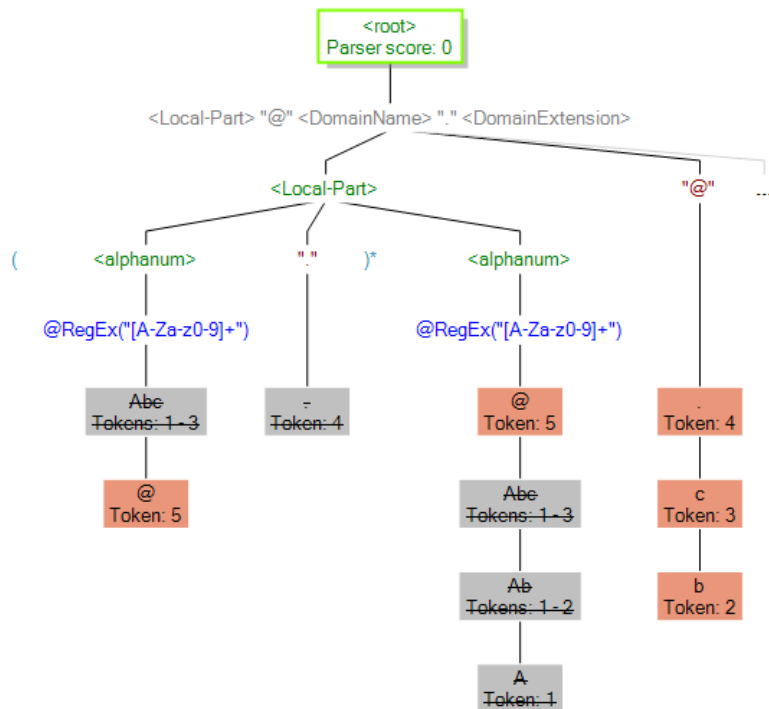 <root>
Parser score: 0
<Local-Part> "@" <DomainName> "." <DomainExtension>
<Local-Part>
"@"
...
(
<alphanum>
"."
)*
<alphanum>
@RegEx("[A-Za-z0-9]+")
@RegEx("[A-Za-z0-9]+")
Abc
Tokens: 1 - 3
.
Token: 4
@
Token: 5
.
Token: 4
@
Token: 5
Abc
Tokens: 1 - 3
c
Token: 3
Ab
Tokens: 1 - 2
b
Token: 2
A
Token: 1